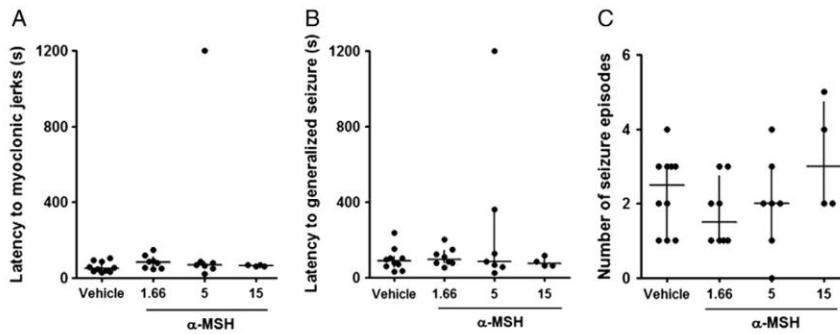 A
Latency to myoclonic jerks (s)
1200
800
400
0
Vehicle 1.66 5 15
α-MSH
B
Latency to generalized seizure (s)
1200
800
400
0
Vehicle 1.66 5 15
α-MSH
C
Number of seizure episodes
6
4
2
0
Vehicle 1.66 5 15
α-MSH